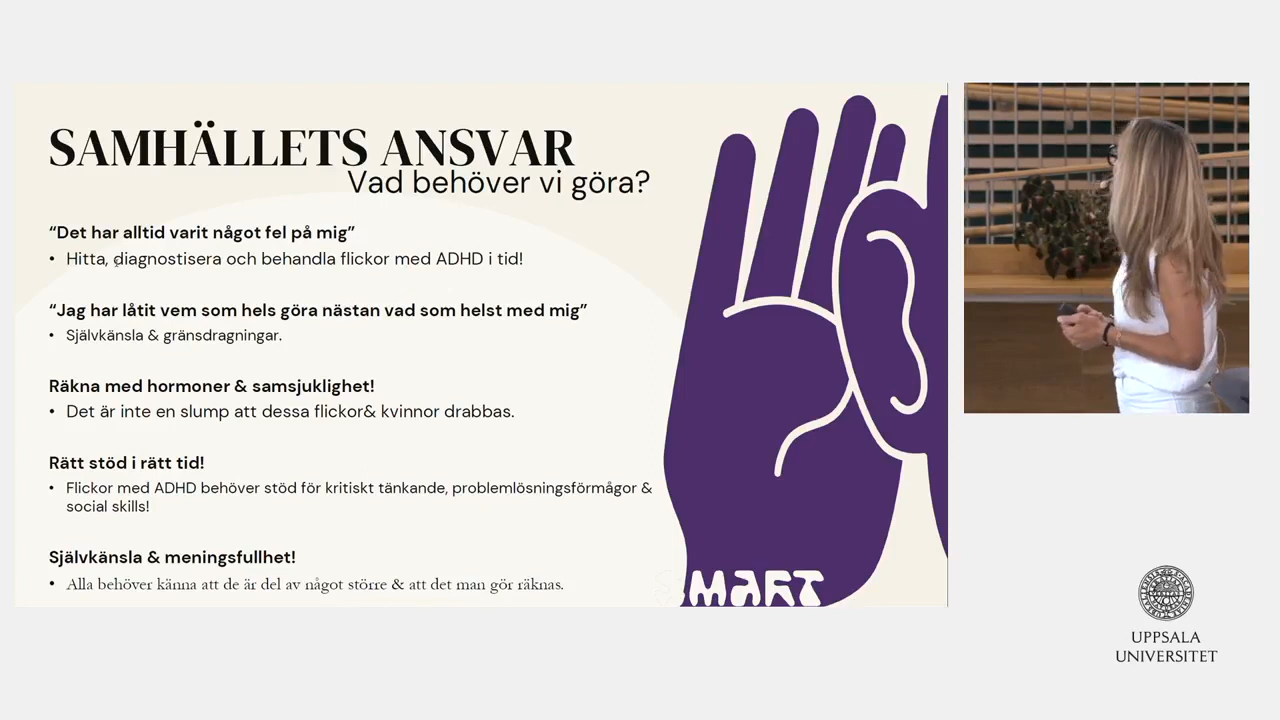 SAMHÄLLETS ANSVAR
Vad behöver vi göra?
“Det har alltid varit något fel på mig”
• Hitta, diagnostisera och behandla flickor med ADHD i tid!
“Jag har låtit vem som hels göra nästan vad som helst med mig”
• Självkänsla & gränsdragningar.
Räkna med hormoner & samsjuklighet!
• Det är inte en slump att dessa flickor& kvinnor drabbas.
Rätt stöd i rätt tid!
• Flickor med ADHD behöver stöd för kritiskt tänkande, problemlösningsförmågor &
social skills!
Självkänsla & meningsfullhet!
• Alla behöver känna att de är del av något större & att det man gör räknas.
SMART
UPPSALA
UNIVERSITET